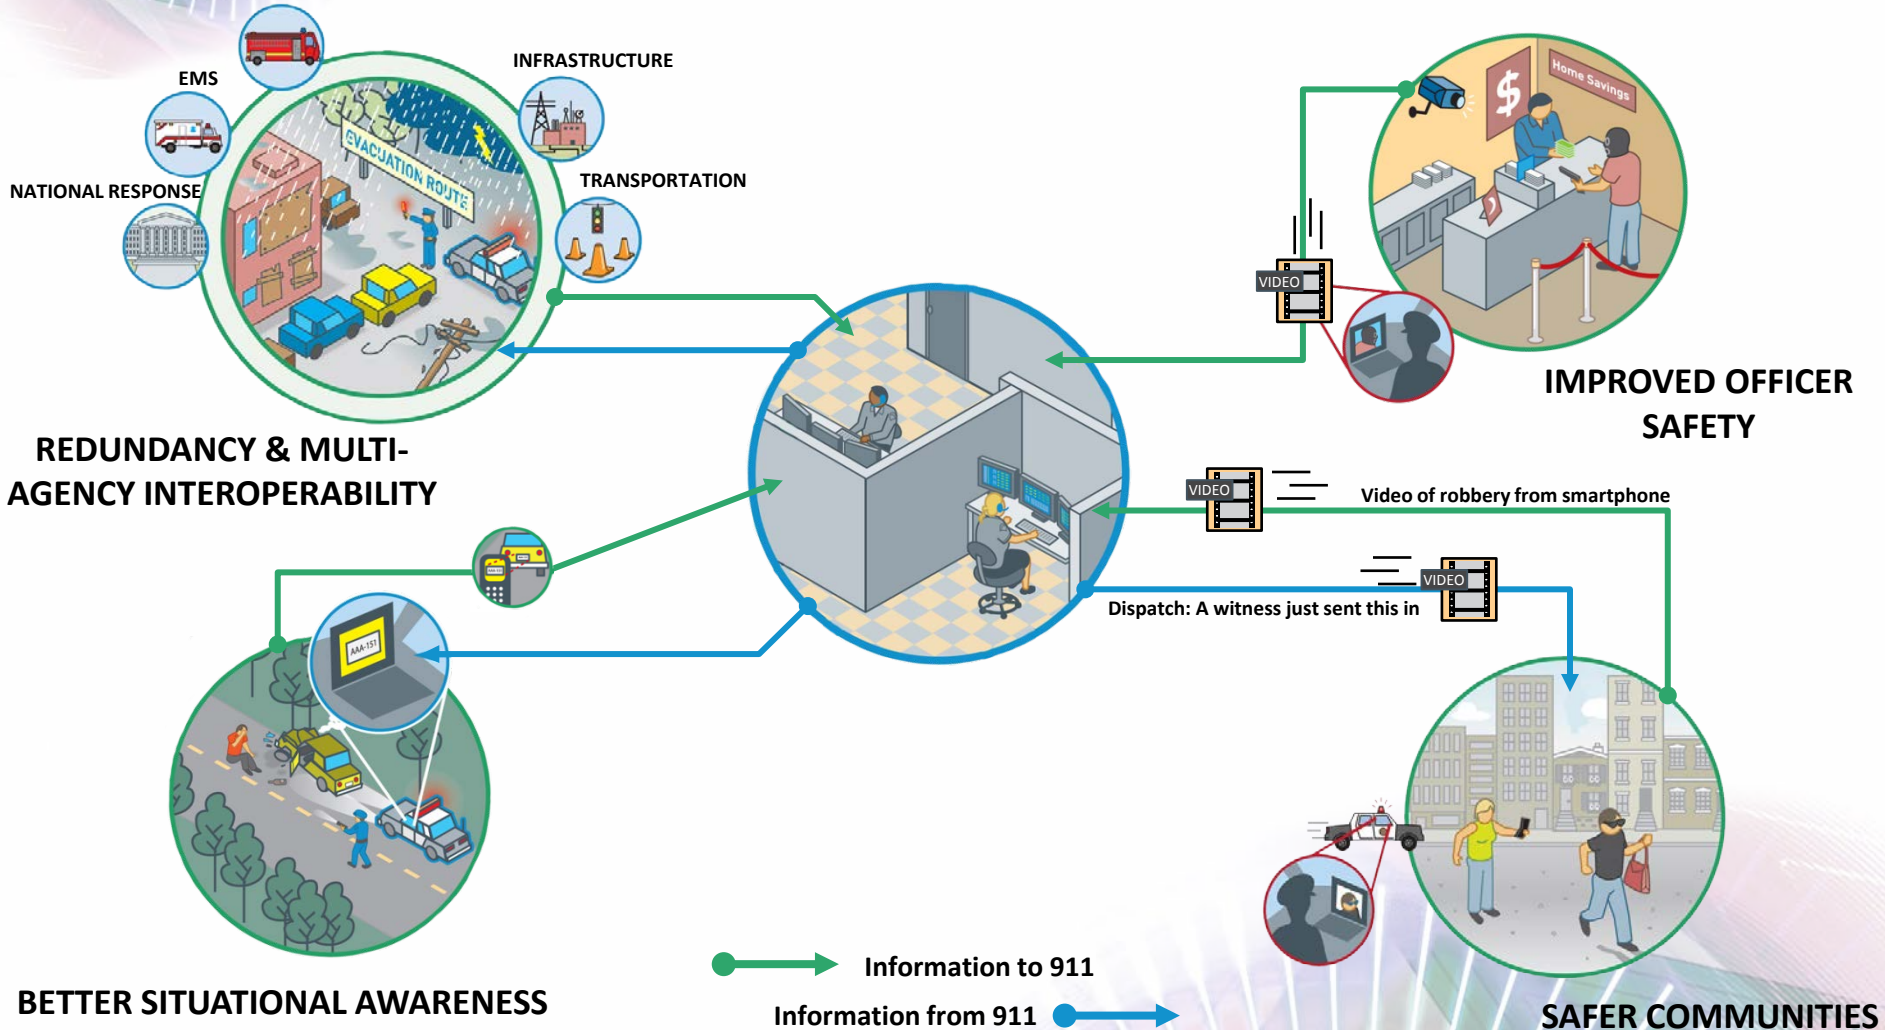 EMS
INFRASTRUCTURE
NATIONAL RESPONSE
TRANSPORTATION
EVACUATION ROUTE
REDUNDANCY & MULTI-
AGENCY INTEROPERABILITY
$
Home Savings
VIDEO
IMPROVED OFFICER
SAFETY
VIDEO
Video of robbery from smartphone
VIDEO
Dispatch: A witness just sent this in
AAA-151
BETTER SITUATIONAL AWARENESS
Information to 911
Information from 911
SAFER COMMUNITIES